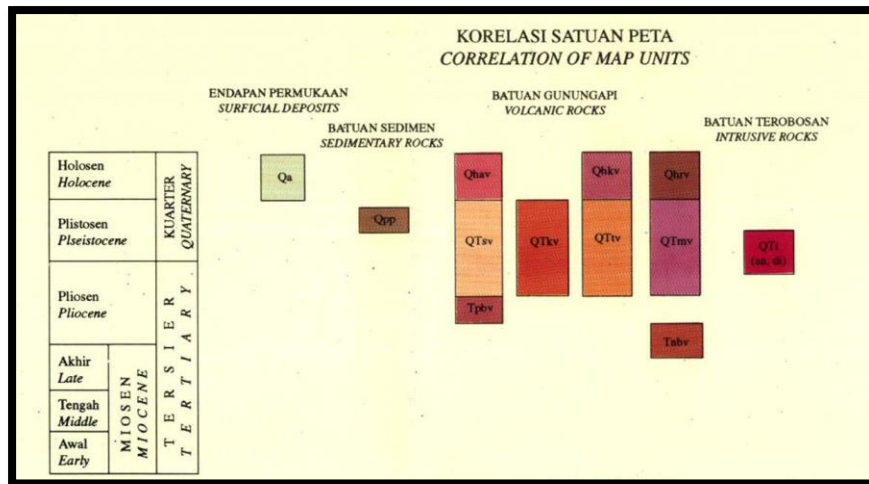 KORELASI SATUAN PETA
CORRELATION OF MAP UNITS
ENDAPAN PERMUKAAN
SURFICIAL DEPOSITS
BATUAN SEDIMEN
SEDIMENTARY ROCKS
BATUAN GUNUNGAPI
VOLCANIC ROCKS
BATUAN TEROBOSAN
INTRUSIVE ROCKS
Holosen
Holocene
Plistosen
Plseistocene
Pliosen
Pliocene
Akhir
Late
Tengah
Middle
Awal
Early
MIOSEN
MIOCENE
KUARTER
QUATERNARY
TERSIER
TERTIARY
Qa
Qpp
Qhav
QTsv
Tpbv
QTkv
Qhkv
QTtv
Qhrv
QTmv
Tnbv
QTi
(an, di)